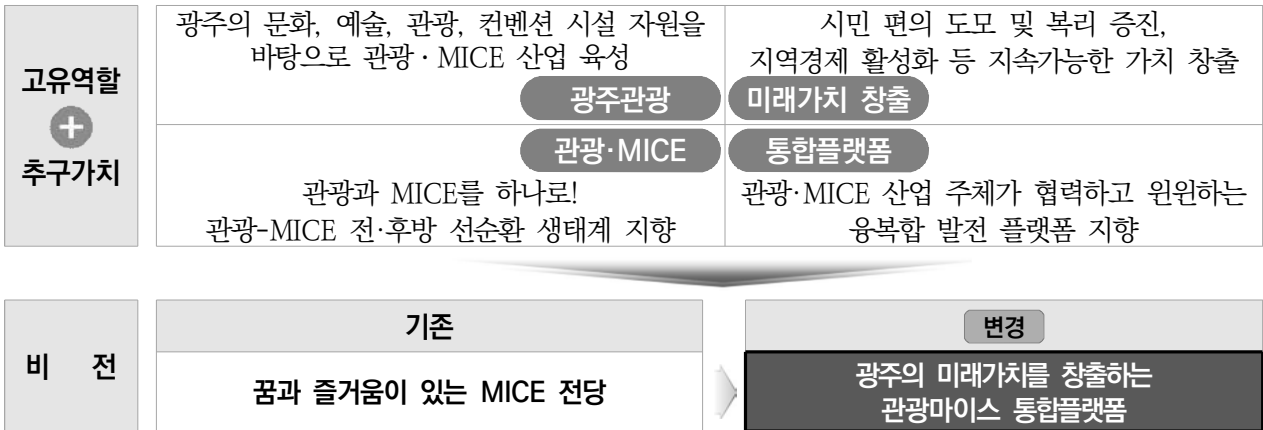 고유역할
+
추구가치
광주의 문화, 예술, 관광, 컨벤션 시설 자원을
바탕으로 관광·MICE 산업 육성
광주관광
시민 편의 도모 및 복리 증진,
지역경제 활성화 등 지속가능한 가치 창출
미래가치 창출
관광·MICE
관광과 MICE를 하나로!
관광-MICE 전·후방 선순환 생태계 지향
통합플랫폼
관광·MICE 산업 주체가 협력하고 윈윈하는
융복합 발전 플랫폼 지향
비 전
기존
꿈과 즐거움이 있는 MICE 전당
변경
광주의 미래가치를 창출하는
관광마이스 통합플랫폼